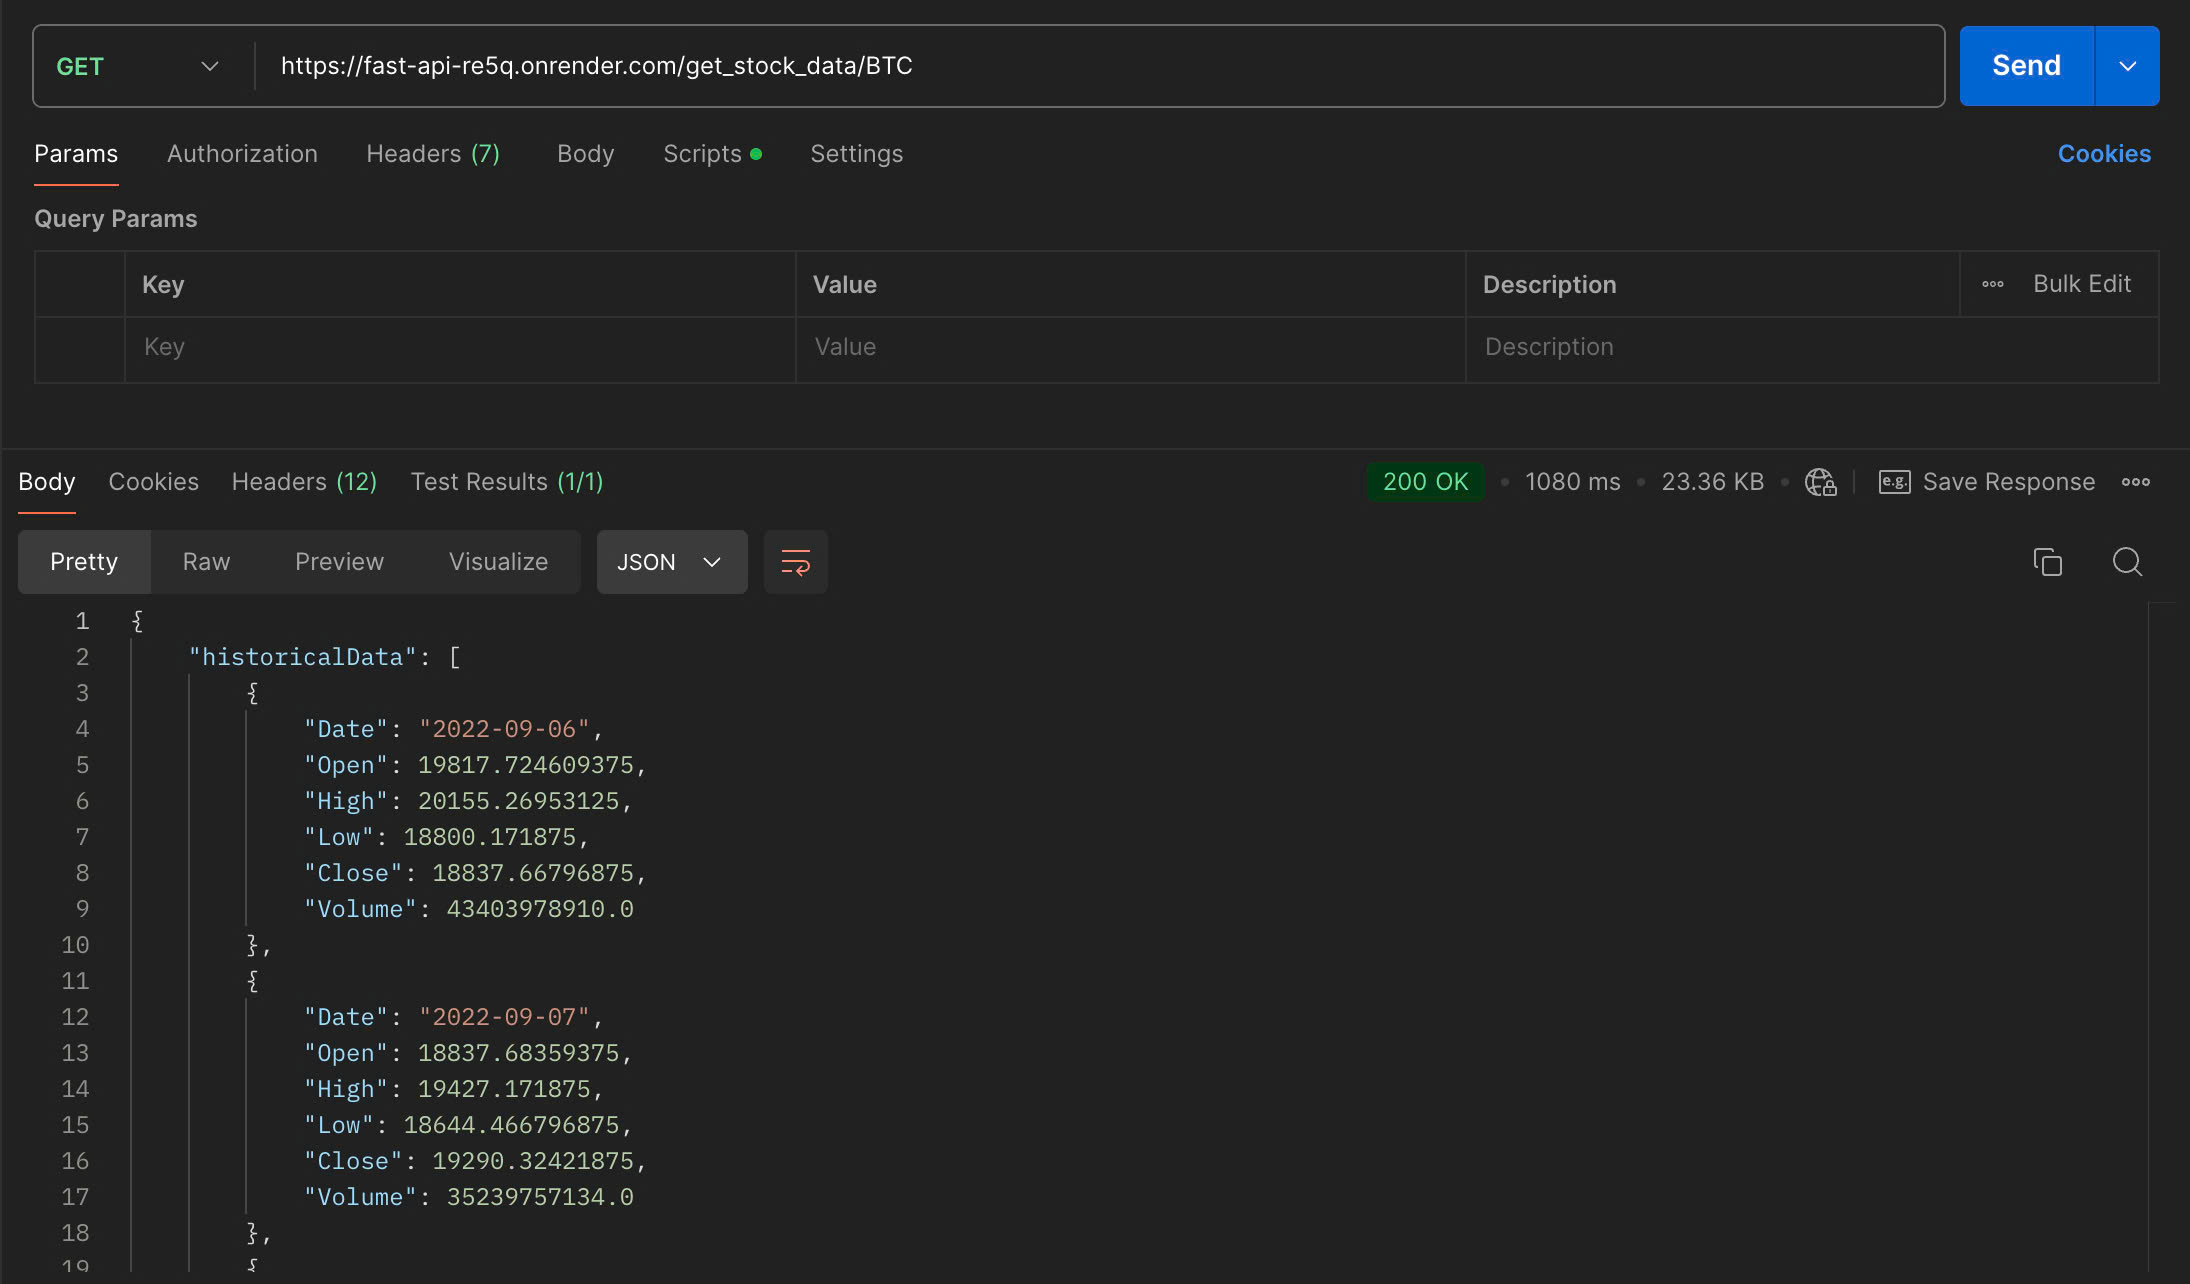 GET https://fast-api-re5q.onrender.com/get_stock_data/BTC Send
Params Authorization Headers (7) Body Scripts Settings Cookies
Query Params
Key Value Description Bulk Edit
Key Value Description
Body Cookies Headers (12) Test Results (1/1) 200 OK • 1080 ms • 23.36 KB • e.g. Save Response
Pretty Raw Preview Visualize JSON
1 {
2 "historicalData": [
3 {
4 "Date": "2022-09-06",
5 "Open": 19817.724609375,
6 "High": 20155.26953125,
7 "Low": 18800.171875,
8 "Close": 18837.66796875,
9 "Volume": 43403978910.0
10 },
11 {
12 "Date": "2022-09-07",
13 "Open": 18837.68359375,
14 "High": 19427.171875,
15 "Low": 18644.466796875,
16 "Close": 19290.32421875,
17 "Volume": 35239757134.0
18 },
19 {